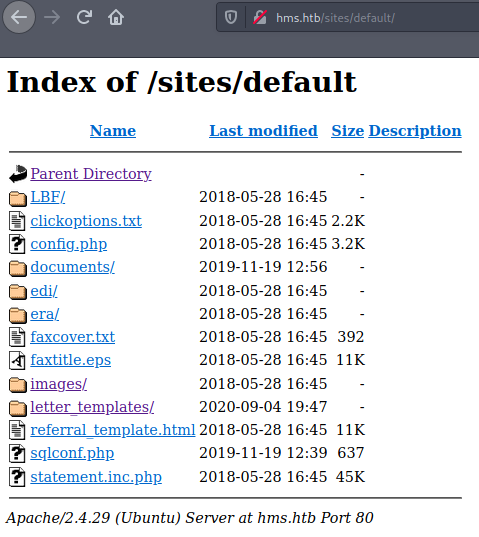 hms.htb/sites/default/
Index of /sites/default
Name Last modified Size Description
Parent Directory -
LBF/ 2018-05-28 16:45 -
clickoptions.txt 2018-05-28 16:45 2.2K
config.php 2018-05-28 16:45 3.2K
documents/ 2019-11-19 12:56 -
edi/ 2018-05-28 16:45 -
era/ 2018-05-28 16:45 -
faxcover.txt 2018-05-28 16:45 392
faxtitle.eps 2018-05-28 16:45 11K
images/ 2018-05-28 16:45 -
letter_templates/ 2020-09-04 19:47 -
referral_template.html 2018-05-28 16:45 11K
sqlconf.php 2019-11-19 12:39 637
statement.inc.php 2018-05-28 16:45 45K
Apache/2.4.29 (Ubuntu) Server at hms.htb Port 80